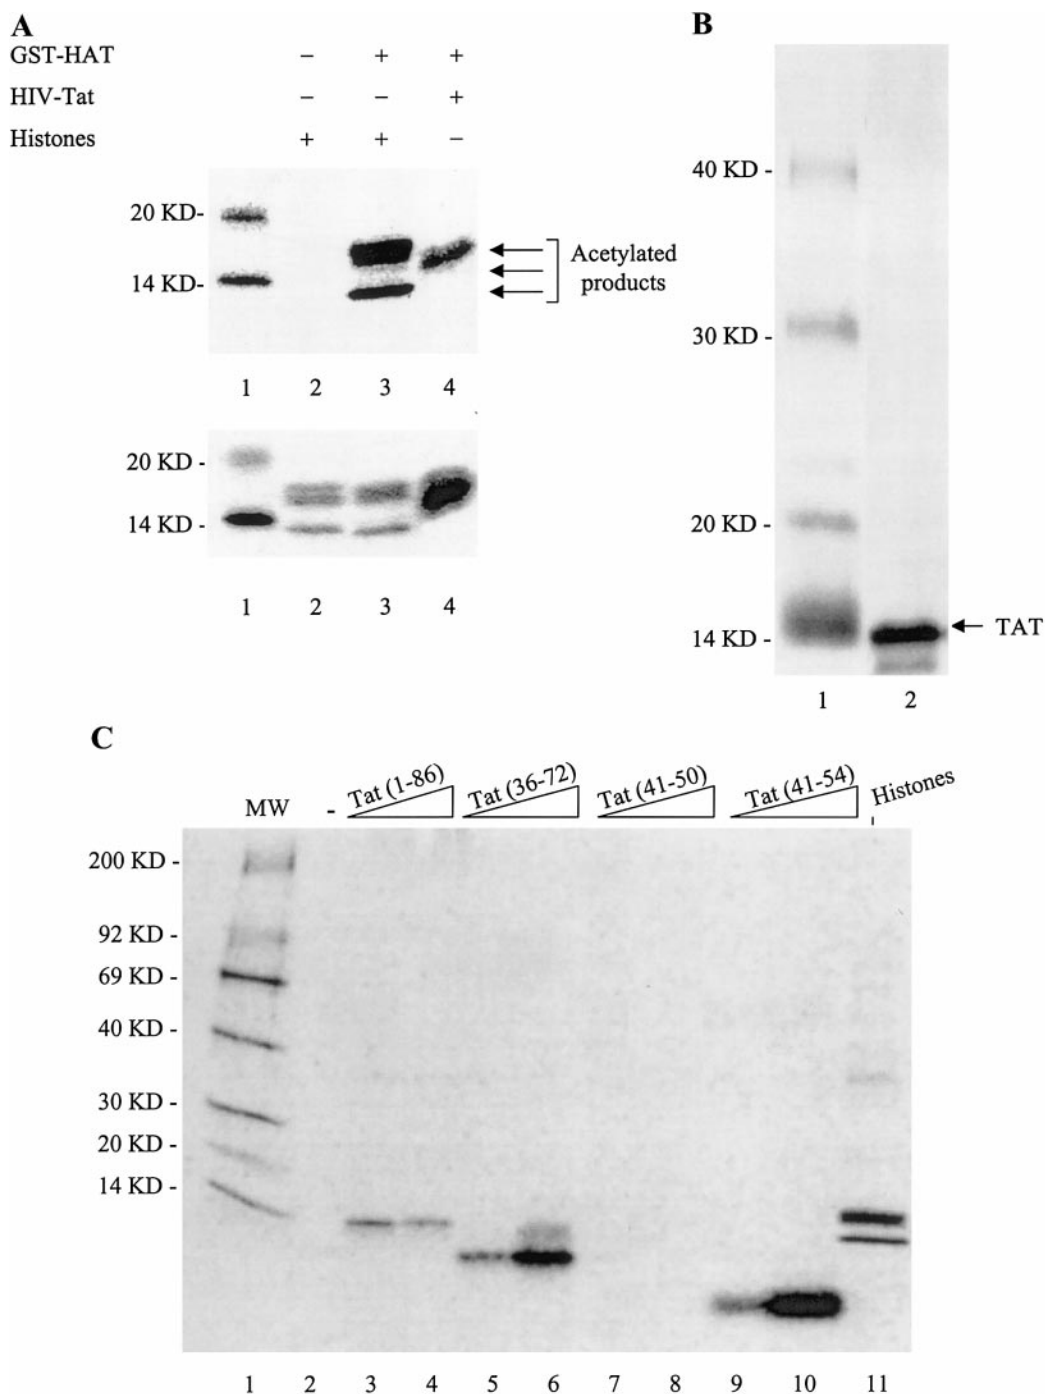 A
GST-HAT – + +
HIV-Tat – – +
Histones + + –
20 KD-
14 KD-
Acetylated
products
1 2 3 4
20 KD -
14 KD -
1 2 3 4
B
40 KD -
30 KD -
20 KD -
14 KD -
TAT
1 2
C
MW - Tat (1-86) Tat (36-72) Tat (41-50) Tat (41-54) Histones
200 KD -
92 KD -
69 KD -
40 KD -
30 KD -
20 KD -
14 KD -
1 2 3 4 5 6 7 8 9 10 11